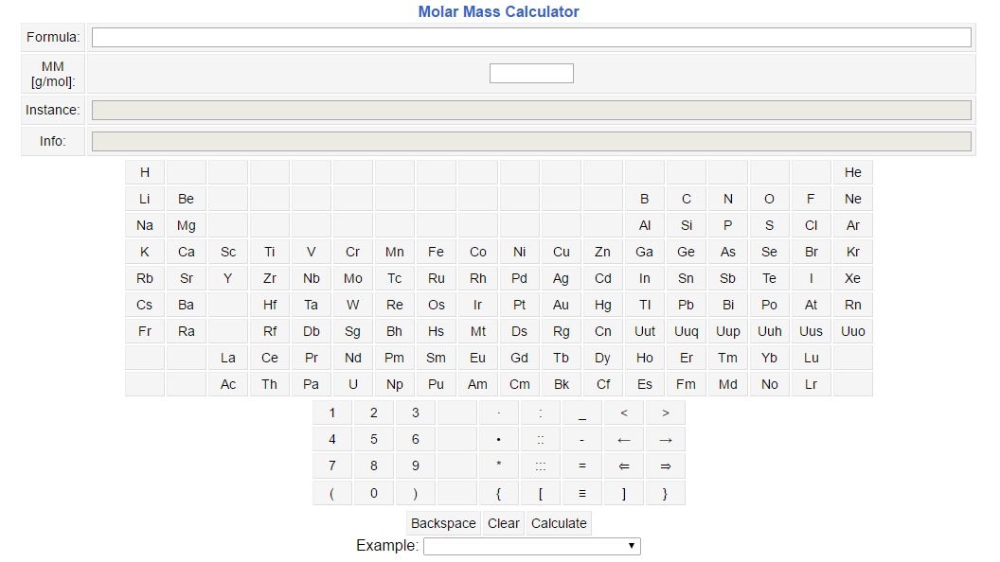 Molar Mass Calculator
Formula:
MM
[g/mol]:
Instance:
Info:
H He
Li Be B C N O F Ne
Na Mg Al Si P S Cl Ar
K Ca Sc Ti V Cr Mn Fe Co Ni Cu Zn Ga Ge As Se Br Kr
Rb Sr Y Zr Nb Mo Tc Ru Rh Pd Ag Cd In Sn Sb Te I Xe
Cs Ba Hf Ta W Re Os Ir Pt Au Hg Tl Pb Bi Po At Rn
Fr Ra Rf Db Sg Bh Hs Mt Ds Rg Cn Uut Uuq Uup Uuh Uus Uuo
La Ce Pr Nd Pm Sm Eu Gd Tb Dy Ho Er Tm Yb Lu
Ac Th Pa U Np Pu Am Cm Bk Cf Es Fm Md No Lr
1 2 3 · : _ < >
4 5 6 • :: - ← →
7 8 9 * ::: = ⇐ ⇒
( 0 ) { [ ≡ ] }
Backspace Clear Calculate
Example: